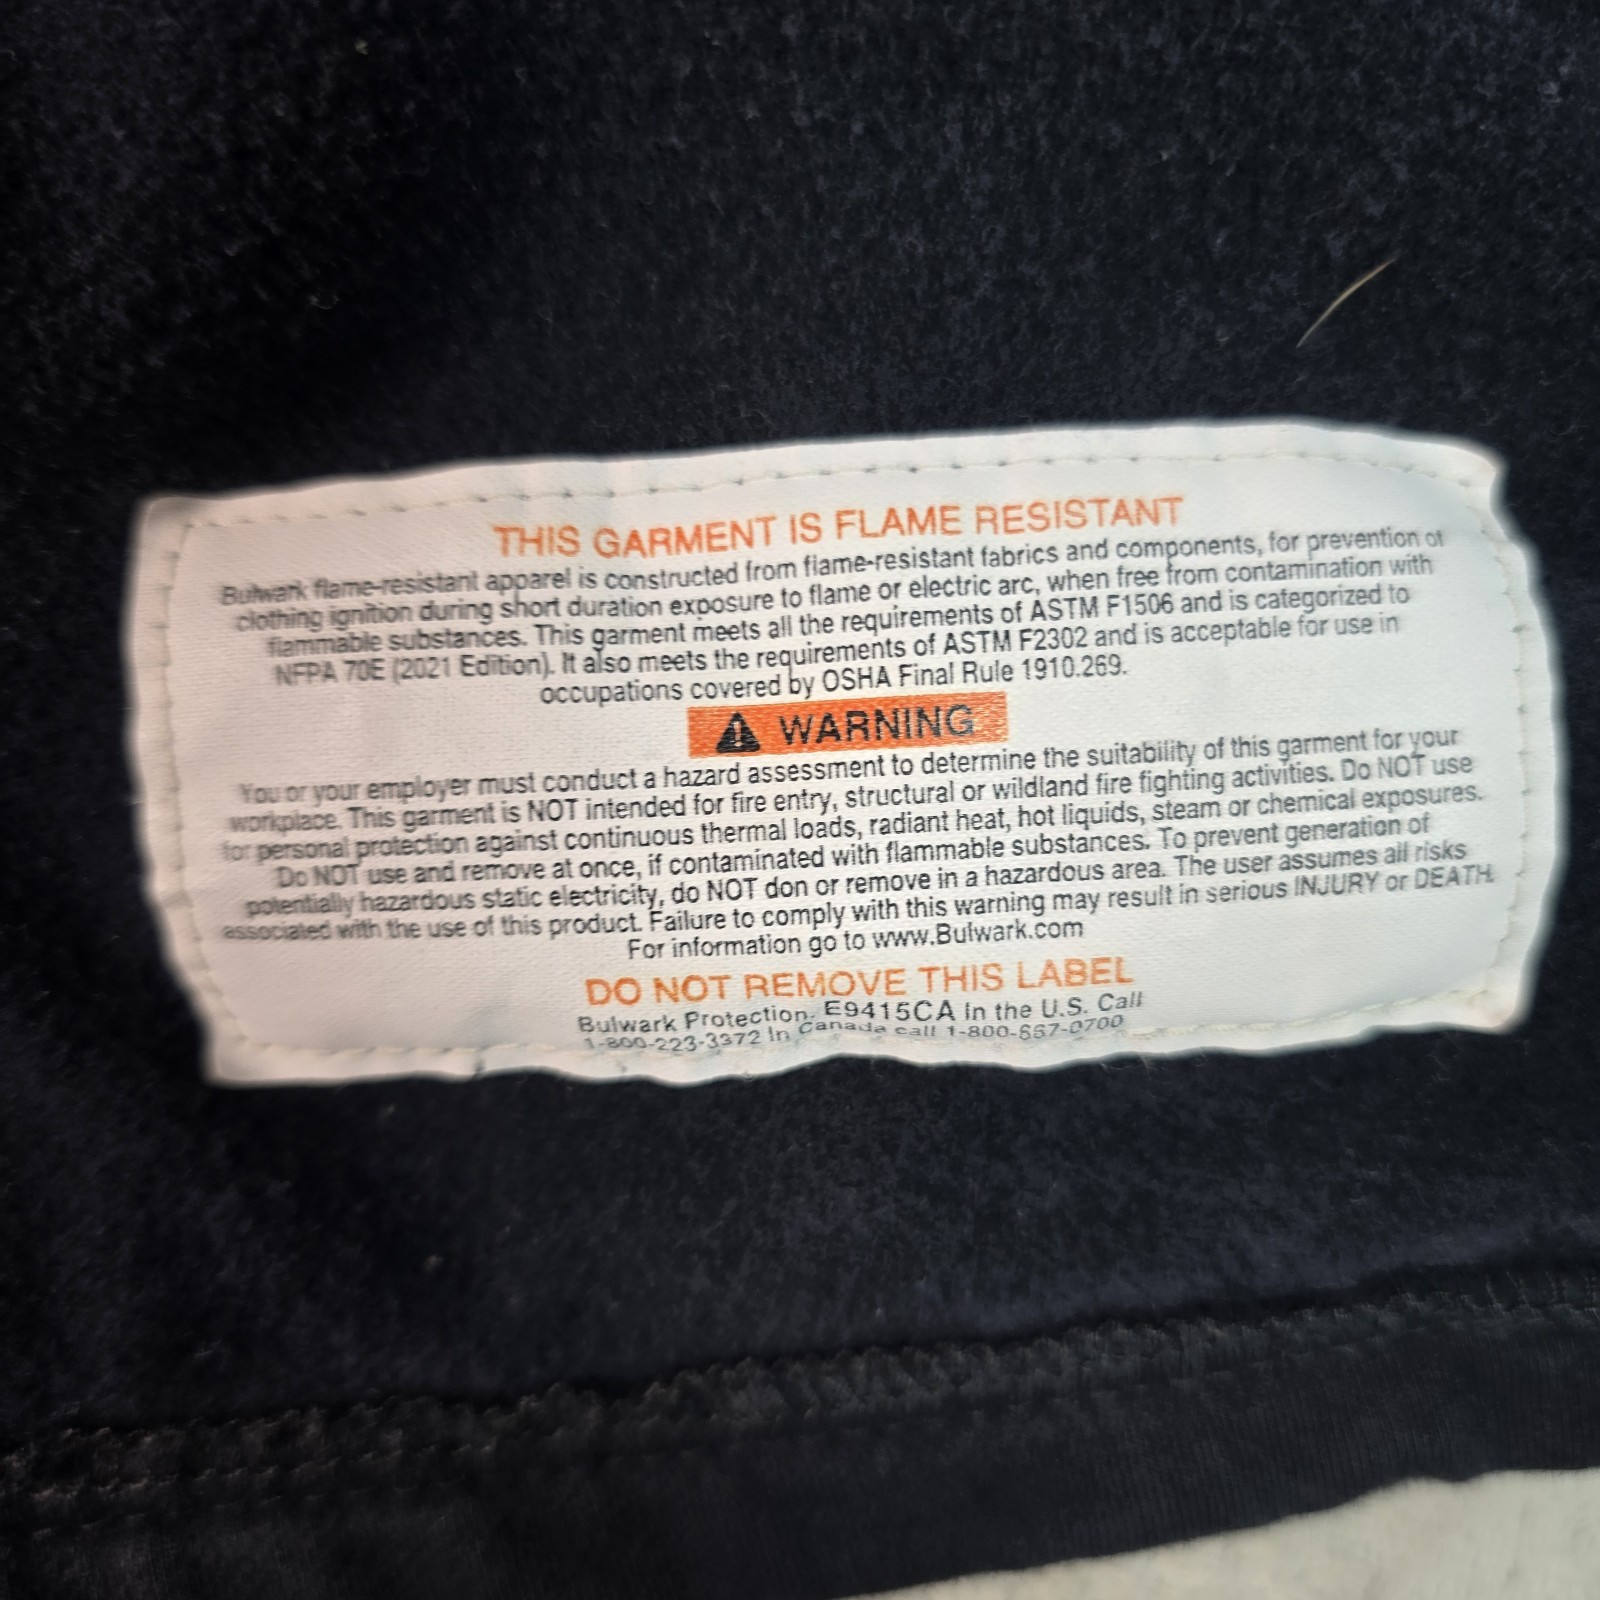 THIS GARMENT IS FLAME RESISTANT
Bulwark flame-resistant apparel is constructed from flame-resistant fabrics and components, for prevention of
clothing ignition during short duration exposure to flame or electric arc, when free from contamination with
flammable substances. This garment meets all the requirements of ASTM F1506 and is categorized to
NFPA 70E (2021 Edition). It also meets the requirements of ASTM F2302 and is acceptable for use in
occupations covered by OSHA Final Rule 1910.269.
WARNING
You or your employer must conduct a hazard assessment to determine the suitability of this garment for your
workplace. This garment is NOT intended for fire entry, structural or wildland fire fighting activities. Do NOT use
for personal protection against continuous thermal loads, radiant heat, hot liquids, steam or chemical exposures.
Do NOT use and remove at once, if contaminated with flammable substances. To prevent generation of
potentially hazardous static electricity, do NOT don or remove in a hazardous area. The user assumes all risks
associated with the use of this product. Failure to comply with this warning may result in serious INJURY or DEATH.
For information go to www.Bulwark.com
DO NOT REMOVE THIS LABEL
Bulwark Protection. E9415CA In the U.S. Call
1-800-223-3372 In Canada call 1-800-667-0700